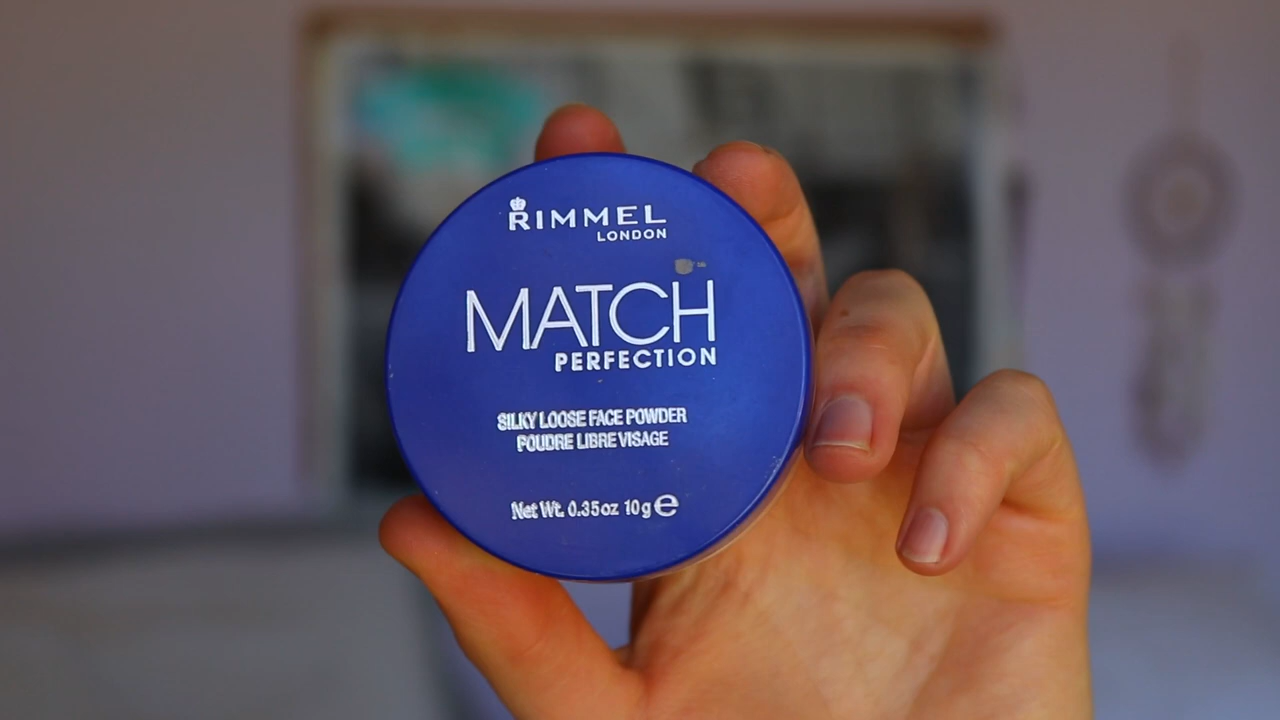 RIMMEL
LONDON
MATCH
PERFECTION
SILKY LOOSE FACE POWDER
POUDRE LIBRE VISAGE
Net Wt. 0.35oz 10g ℮